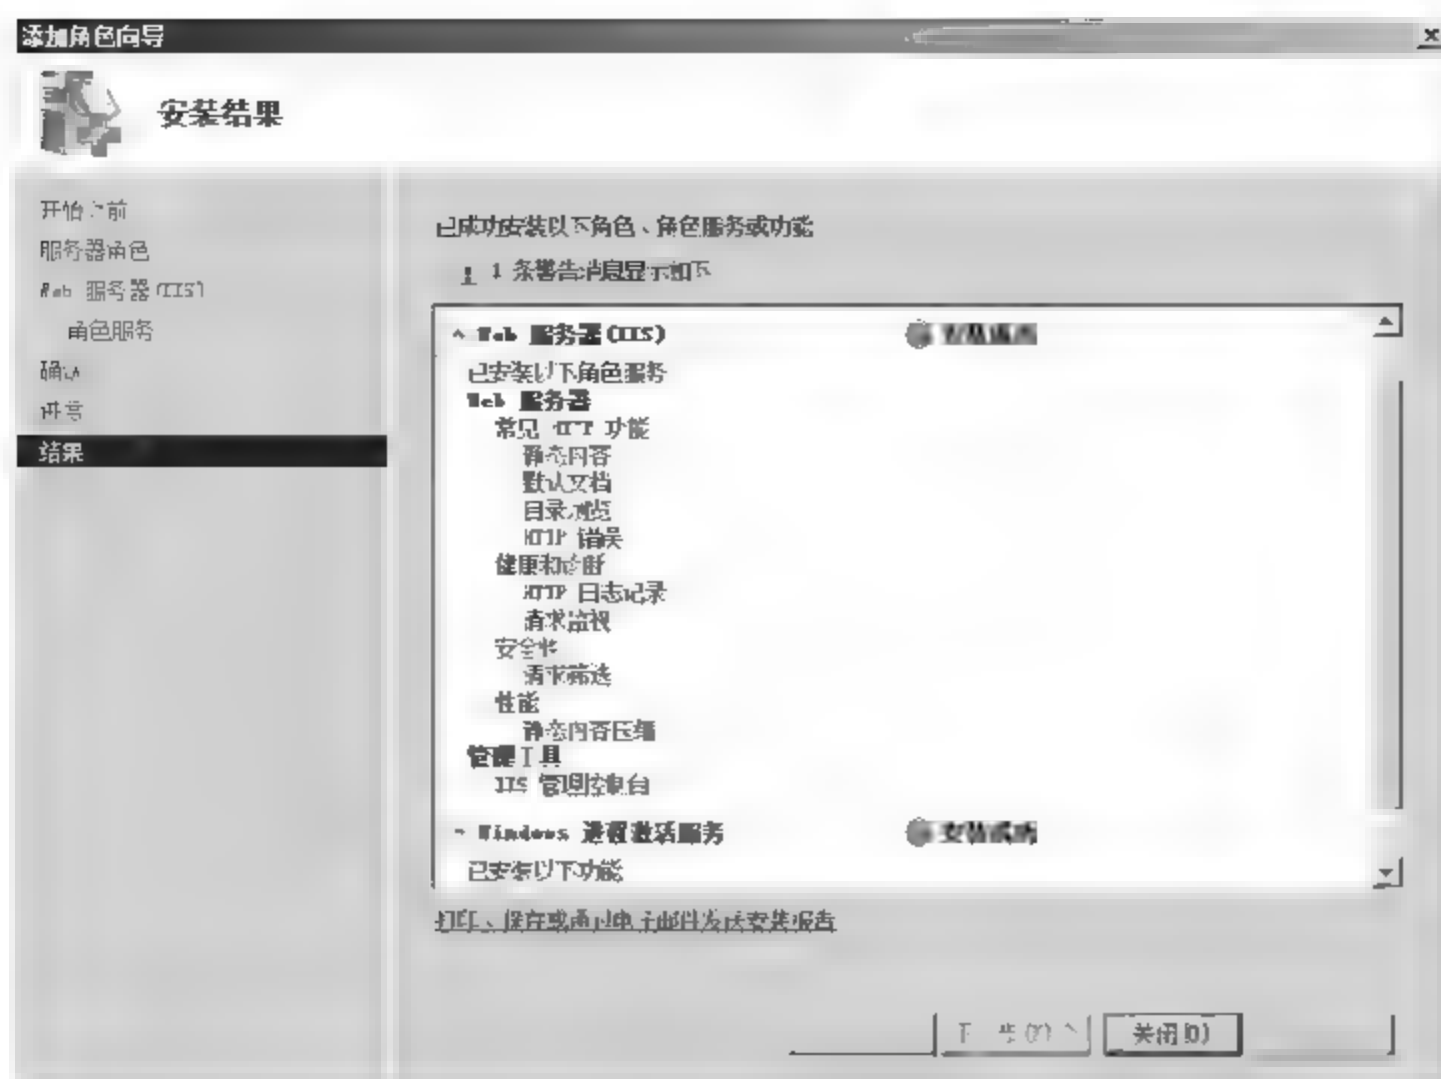 添加角色向导
安装结果
开始之前
服务器角色
Web 服务器(IIS)
角色服务
确认
进度
结果
已成功安装以下角色、角色服务或功能
1 条警告消息显示如下
Web 服务器(IIS) 安装成功
已安装以下角色服务
Web 服务器
常见 HTTP 功能
静态内容
默认文档
目录浏览
HTTP 错误
健康和诊断
HTTP 日志记录
请求监视
安全性
请求筛选
性能
静态内容压缩
管理工具
IIS 管理控制台
Windows 进程激活服务 安装成功
已安装以下功能
打印、保存或通过电子邮件发送安装报告
下一步(N) >
关闭(O)